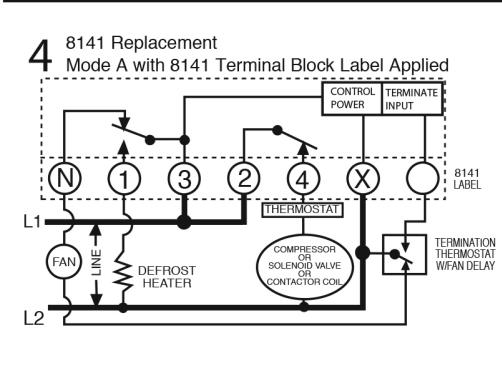 4
8141 Replacement
Mode A with 8141 Terminal Block Label Applied
CONTROL
POWER
TERMINATE
INPUT
N
1
3
2
4
X
8141
LABEL
L1
THERMOSTAT
FAN
LINE
DEFROST
HEATER
COMPRESSOR
OR
SOLENOID VALVE
OR
CONTACTOR COIL
TERMINATION
THERMOSTAT
W/FAN DELAY
L2